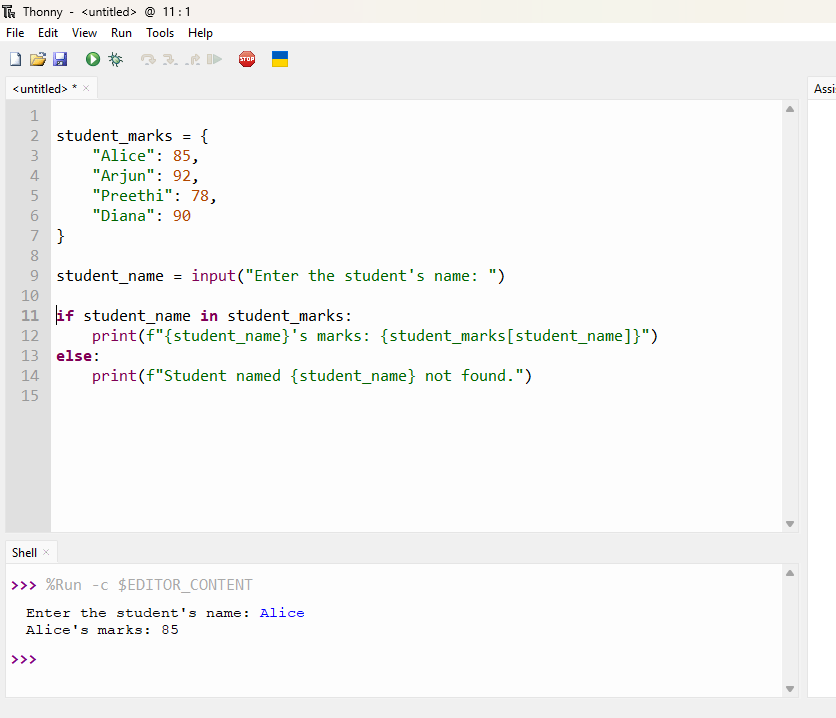 Thonny - <untitled> @ 11 : 1
File Edit View Run Tools Help
STOP
<untitled> * ×
Assi
1
2 student_marks = {
3     "Alice": 85,
4     "Arjun": 92,
5     "Preethi": 78,
6     "Diana": 90
7 }
8
9 student_name = input("Enter the student's name: ")
10
11 if student_name in student_marks:
12     print(f"{student_name}'s marks: {student_marks[student_name]}")
13 else:
14     print(f"Student named {student_name} not found.")
15
Shell ×
>>> %Run -c $EDITOR_CONTENT
Enter the student's name: Alice
Alice's marks: 85
>>>